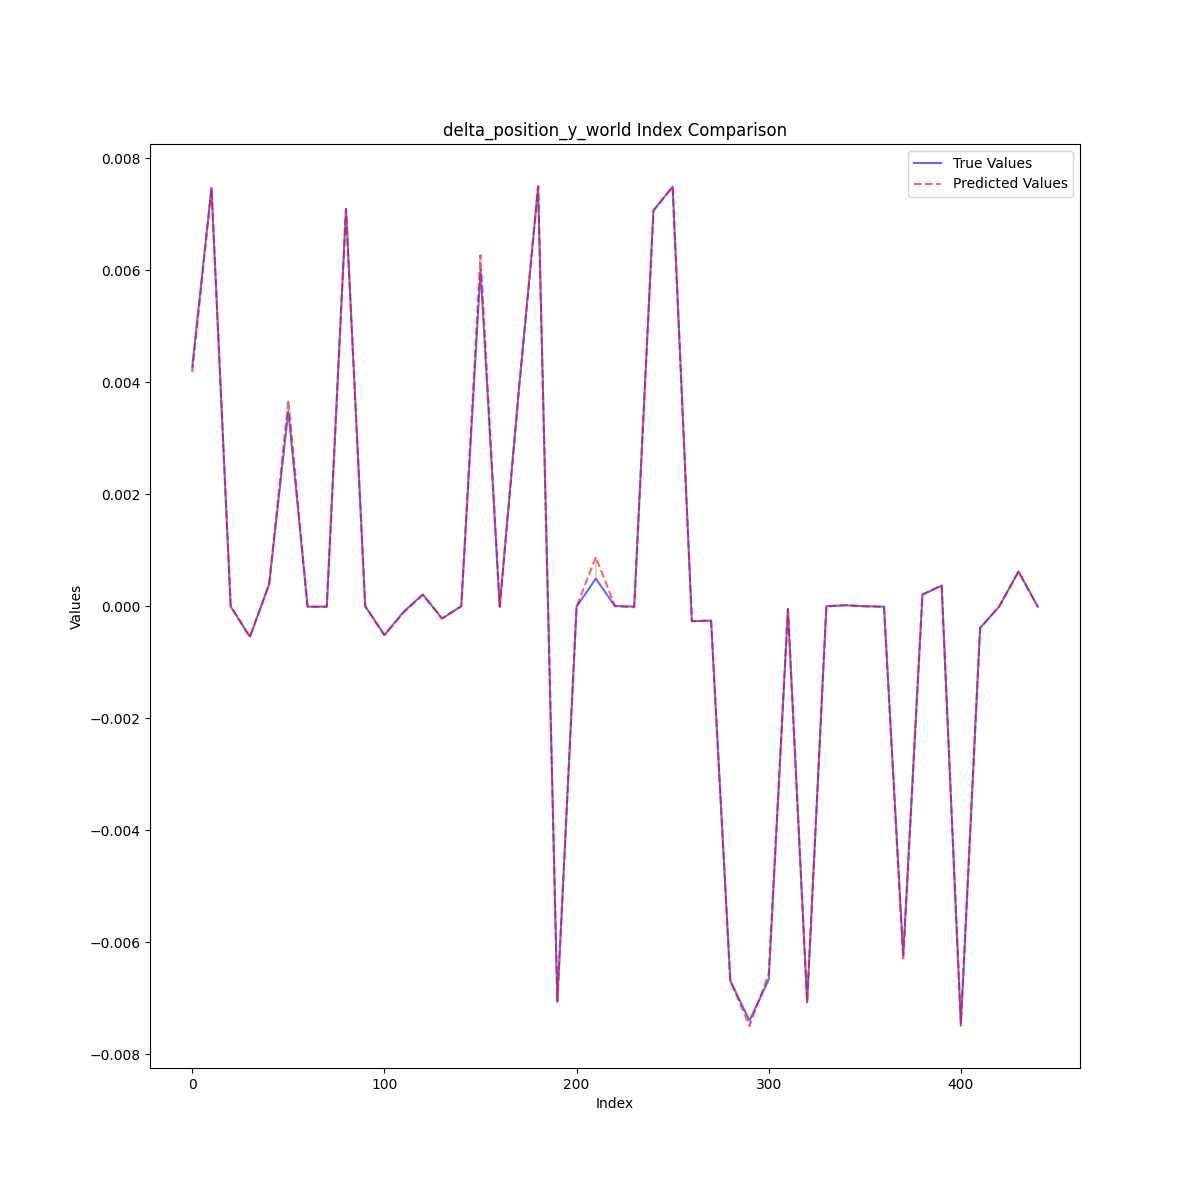 delta_position_y_world Index Comparison
True Values
Predicted Values
0.008
0.006
0.004
0.002
0.000
−0.002
−0.004
−0.006
−0.008
Values
0 100 200 300 400
Index